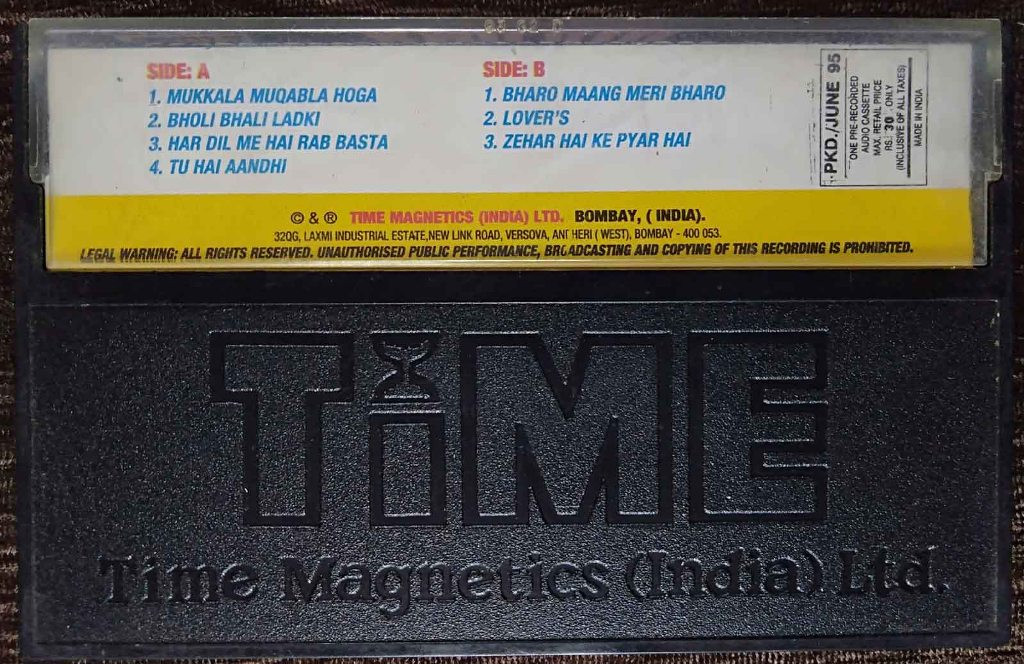 SIDE: A
1. MUKKALA MUQABLA HOGA
2. BHOLI BHALI LADKI
3. HAR DIL ME HAI RAB BASTA
4. TU HAI AANDHI
SIDE: B
1. BHARO MAANG MERI BHARO
2. LOVER'S
3. ZEHAR HAI KE PYAR HAI
PKD./JUNE 95
ONE PRE-RECORDED
AUDIO CASSETTE
MAX. RETAIL PRICE
RS. 30 ONLY
(INCLUSIVE OF ALL TAXES)
MADE IN INDIA
© & ® TIME MAGNETICS (INDIA) LTD. BOMBAY, ( INDIA).
320G, LAXMI INDUSTRIAL ESTATE, NEW LINK ROAD, VERSOVA, ANDHERI ( WEST), BOMBAY - 400 053.
LEGAL WARNING: ALL RIGHTS RESERVED. UNAUTHORISED PUBLIC PERFORMANCE, BROADCASTING AND COPYING OF THIS RECORDING IS PROHIBITED.
TIME
Time Magnetics (India) Ltd.